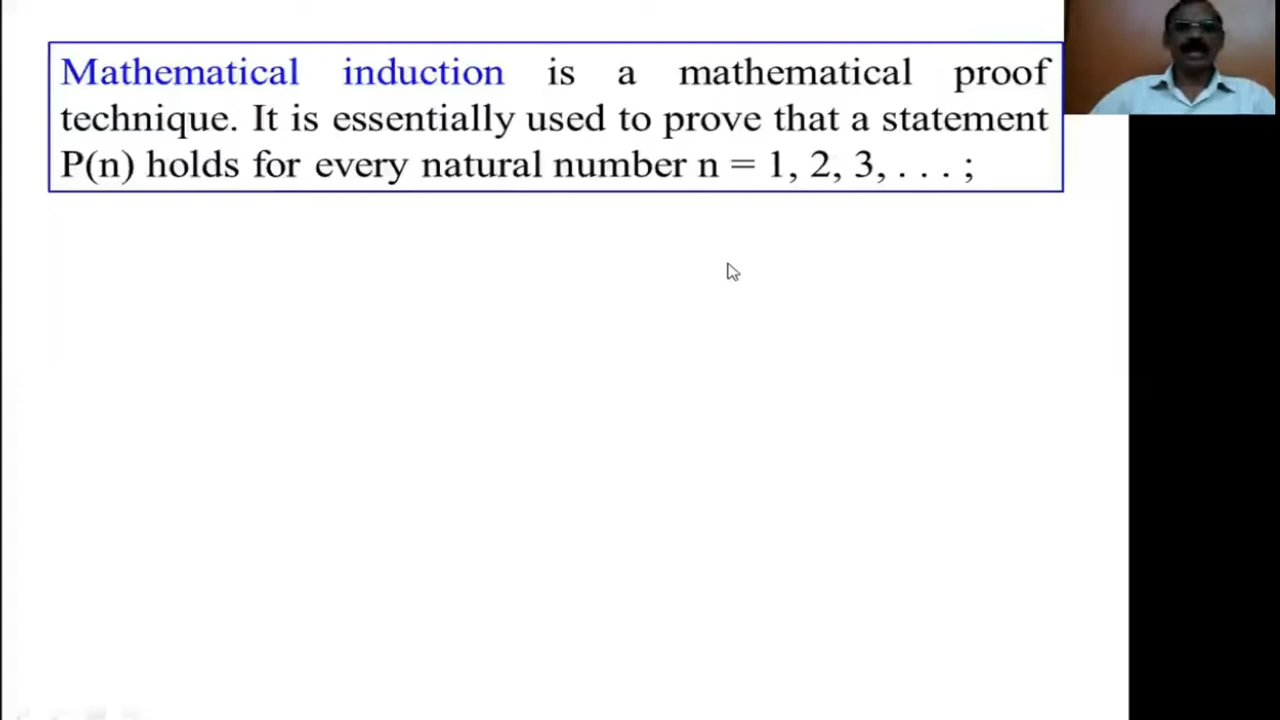 Mathematical induction is a mathematical proof
technique. It is essentially used to prove that a statement
P(n) holds for every natural number n = 1, 2, 3, . . . ;